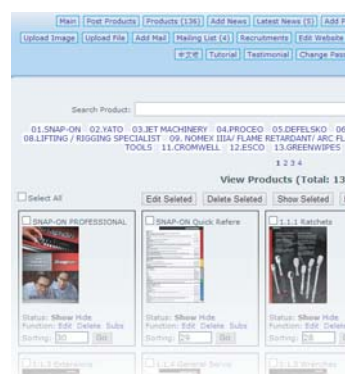 Main Post Products Products (136) Add News Latest News (5) Add
Upload Image Upload File Add Mail Mailing List (4) Recruitments Edit Website
中文版 Tutorial Testimonial Change Pass
Search Product:
01.SNAP-ON 02.YATO 03.JET MACHINERY 04.PROCEO 05.DEFELSKO 06
08.LIFTING / RIGGING SPECIALIST 09. NOMEX IIIA/ FLAME RETARDANT/ ARC FL
TOOLS 11.CROMWELL 12.ESCO 13.GREENWIPES
1 2 3 4
View Products (Total: 13
Select All Edit Seleted Delete Seleted Show Seleted
SNAP-ON PROFESSIONAL SNAP-ON Quick Refere 1.1.1 Ratchets
Status: Show Hide Status: Show Hide Status: Show Hide
Function: Edit Delete Subs Function: Edit Delete Subs Function: Edit Delete Subs
Sorting: 30 Go Sorting: 29 Go Sorting: 28 Go
1.1.3 Extensions 1.1.4 General Servic 1.1.5 Wrenches